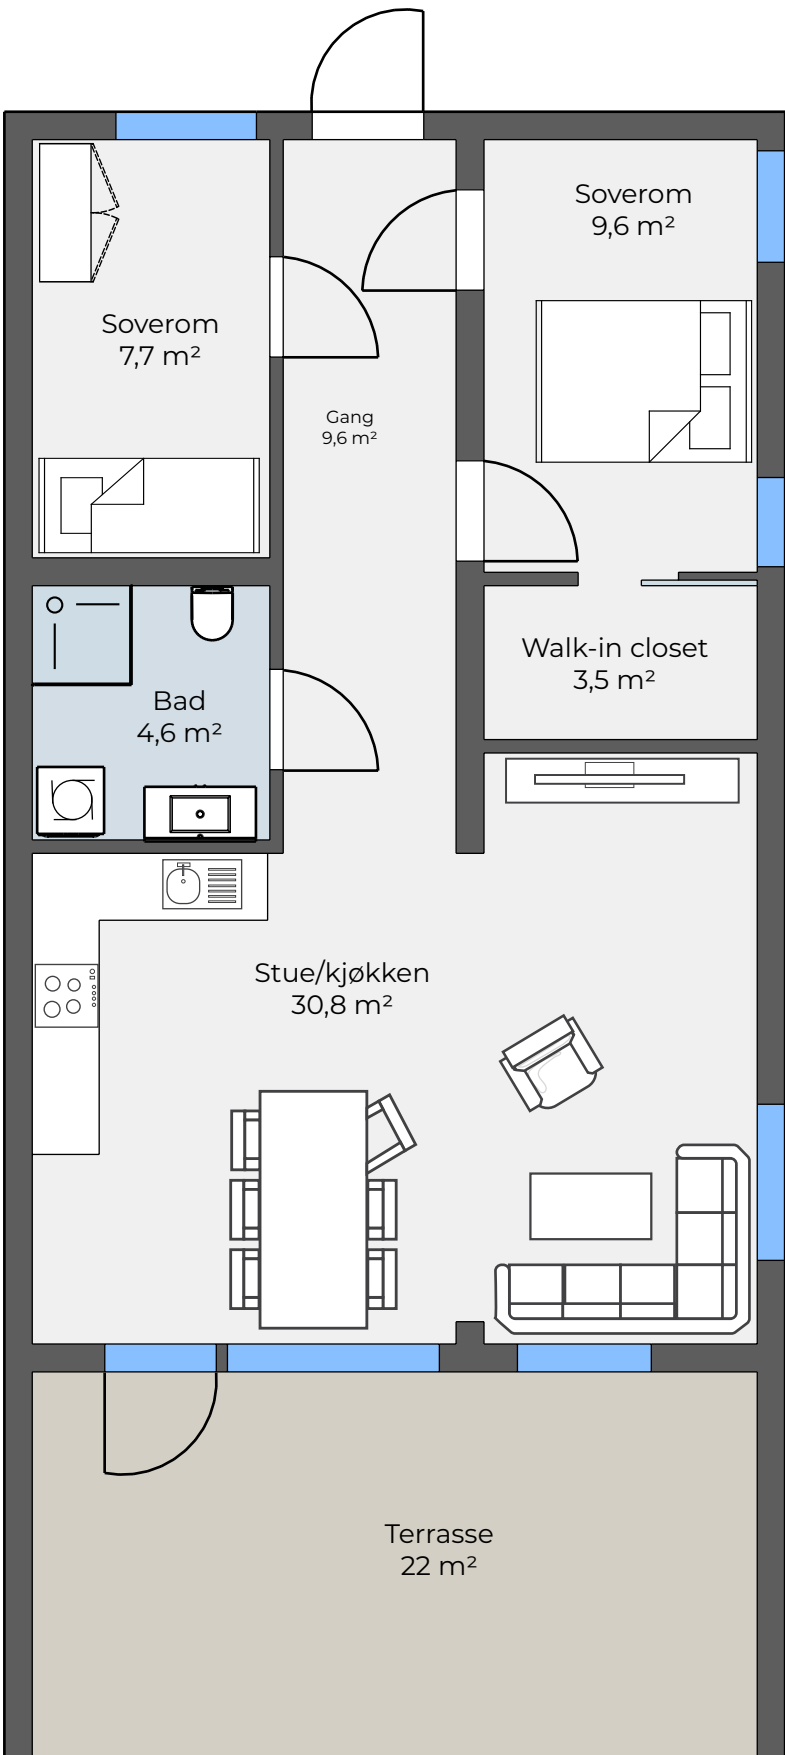 Soverom
9,6 m²
Soverom
7,7 m²
Gang
9,6 m²
Walk-in closet
3,5 m²
Bad
4,6 m²
Stue/kjøkken
30,8 m²
Terrasse
22 m²